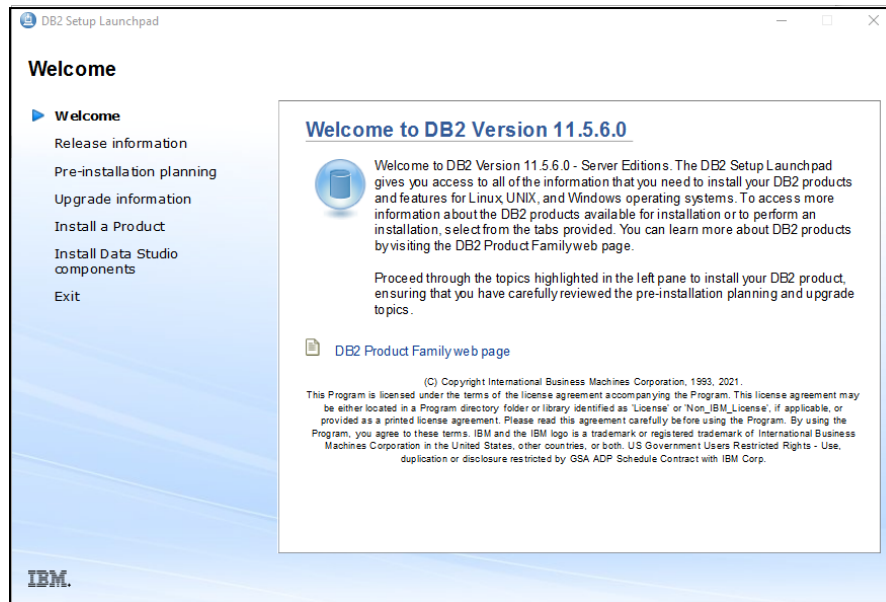 DB2 Setup Launchpad
Welcome
Welcome
Release information
Pre-installation planning
Upgrade information
Install a Product
Install Data Studio
components
Exit
Welcome to DB2 Version 11.5.6.0
Welcome to DB2 Version 11.5.6.0 - Server Editions. The DB2 Setup Launchpad
gives you access to all of the information that you need to install your DB2 products
and features for Linux, UNIX, and Windows operating systems. To access more
information about the DB2 products available for installation or to perform an
installation, select from the tabs provided. You can learn more about DB2 products
by visiting the DB2 Product Family web page.
Proceed through the topics highlighted in the left pane to install your DB2 product,
ensuring that you have carefully reviewed the pre-installation planning and upgrade
topics.
DB2 Product Family web page
(C) Copyright International Business Machines Corporation, 1993, 2021.
This Program is licensed under the terms of the license agreement accompanying the Program. This license agreement may
be either located in a Program directory folder or library identified as 'License' or 'Non_IBM_License', if applicable, or
provided as a printed license agreement. Please read this agreement carefully before using the Program. By using the
Program, you agree to these terms. IBM and the IBM logo is a trademark or registered trademark of International Business
Machines Corporation in the United States, other countries, or both. US Government Users Restricted Rights - Use,
duplication or disclosure restricted by GSA ADP Schedule Contract with IBM Corp.
IBM.